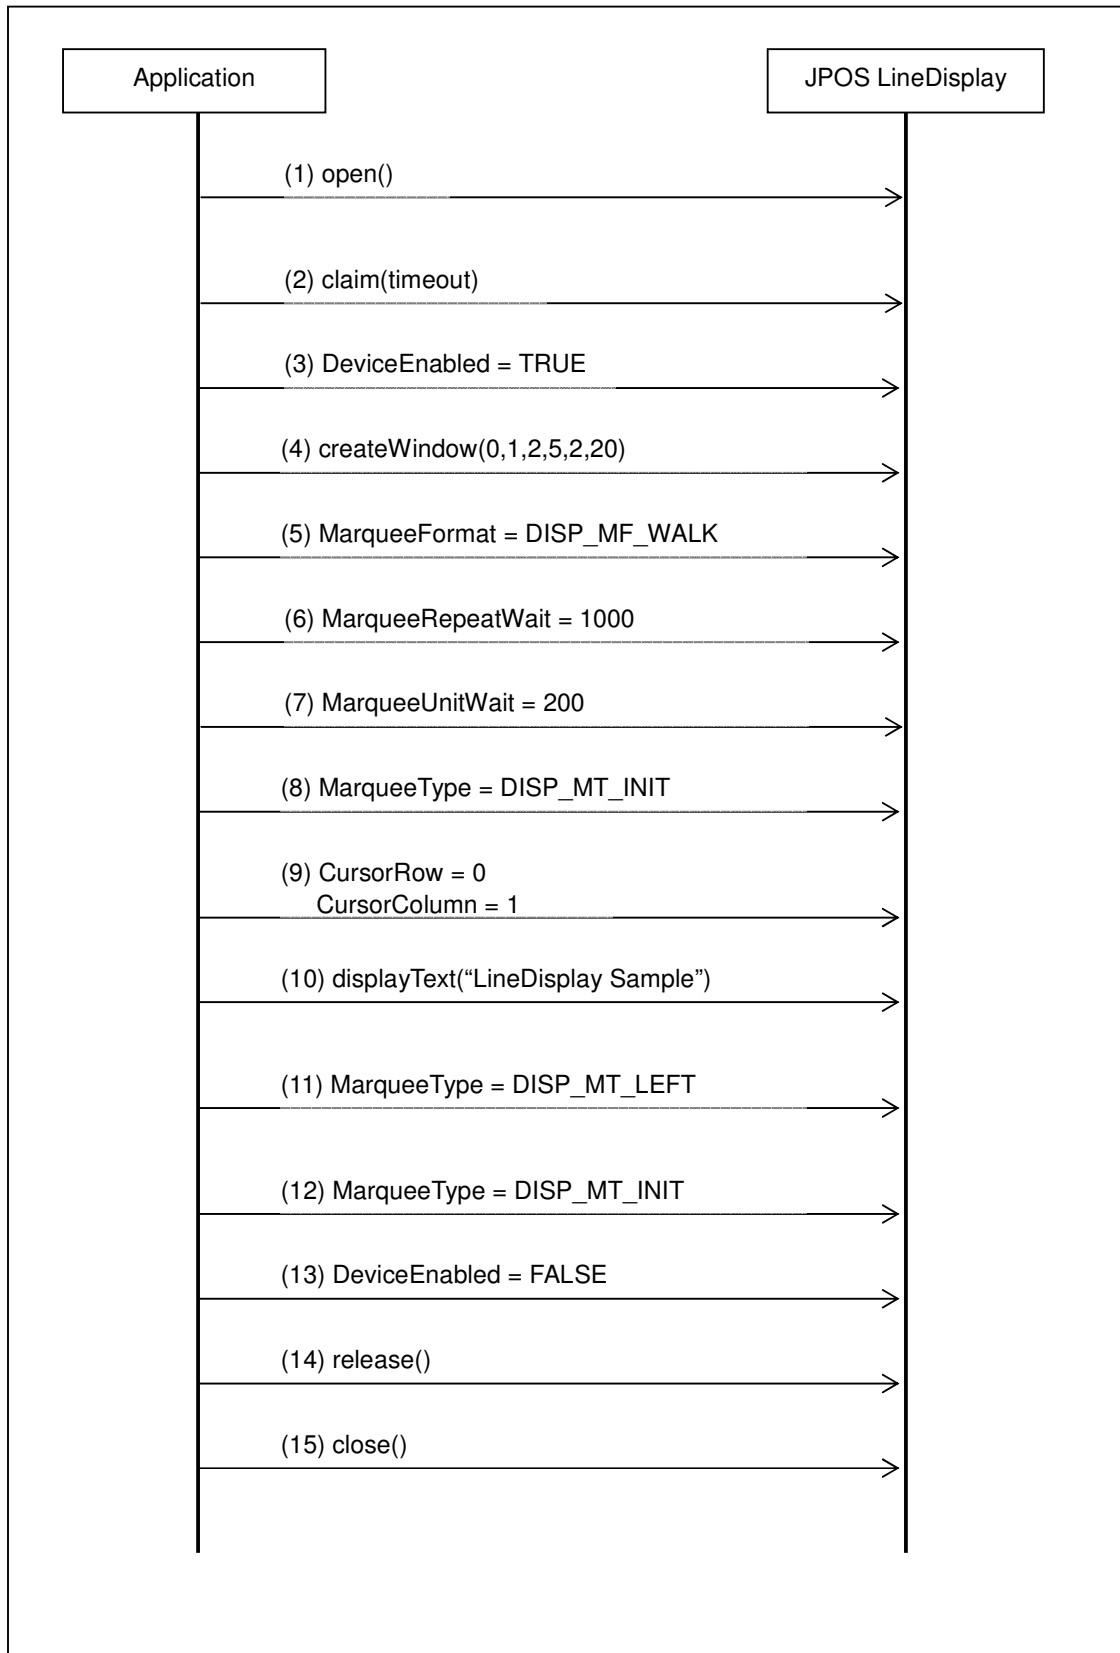 Application
JPOS LineDisplay
(1) open()
(2) claim(timeout)
(3) DeviceEnabled = TRUE
(4) createWindow(0,1,2,5,2,20)
(5) MarqueeFormat = DISP_MF_WALK
(6) MarqueeRepeatWait = 1000
(7) MarqueeUnitWait = 200
(8) MarqueeType = DISP_MT_INIT
(9) CursorRow = 0
CursorColumn = 1
(10) displayText(“LineDisplay Sample”)
(11) MarqueeType = DISP_MT_LEFT
(12) MarqueeType = DISP_MT_INIT
(13) DeviceEnabled = FALSE
(14) release()
(15) close()